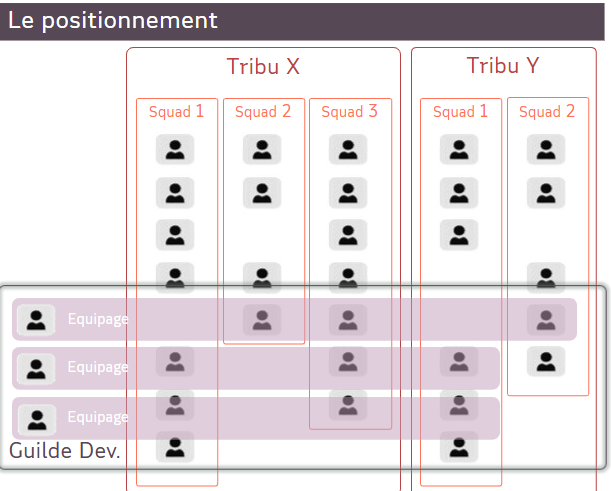 Le positionnement
Tribu X
Tribu Y
Squad 1
Squad 2
Squad 3
Squad 1
Squad 2
Equipage
Equipage
Equipage
Guilde Dev.